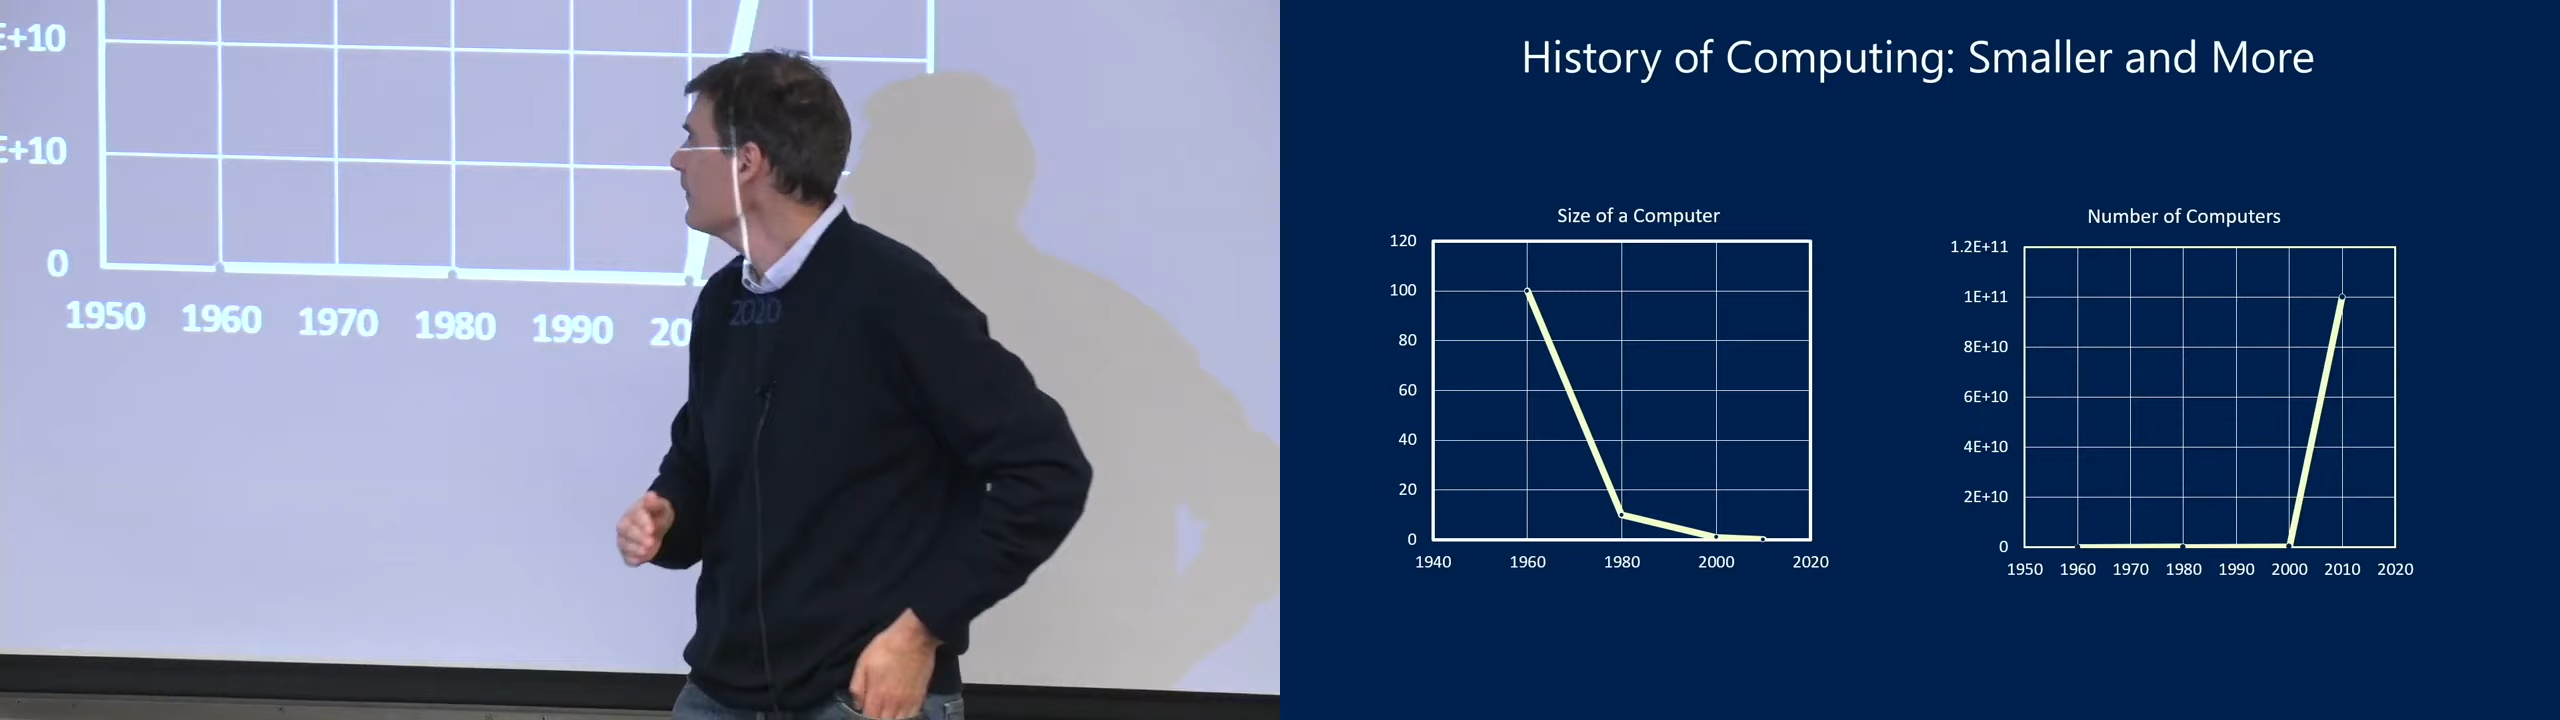 E+10
E+10
0
1950 1960 1970 1980 1990 20
2020
History of Computing: Smaller and More
Size of a Computer
120
100
80
60
40
20
0
1940 1960 1980 2000 2020
Number of Computers
1.2E+11
1E+11
8E+10
6E+10
4E+10
2E+10
0
1950 1960 1970 1980 1990 2000 2010 2020